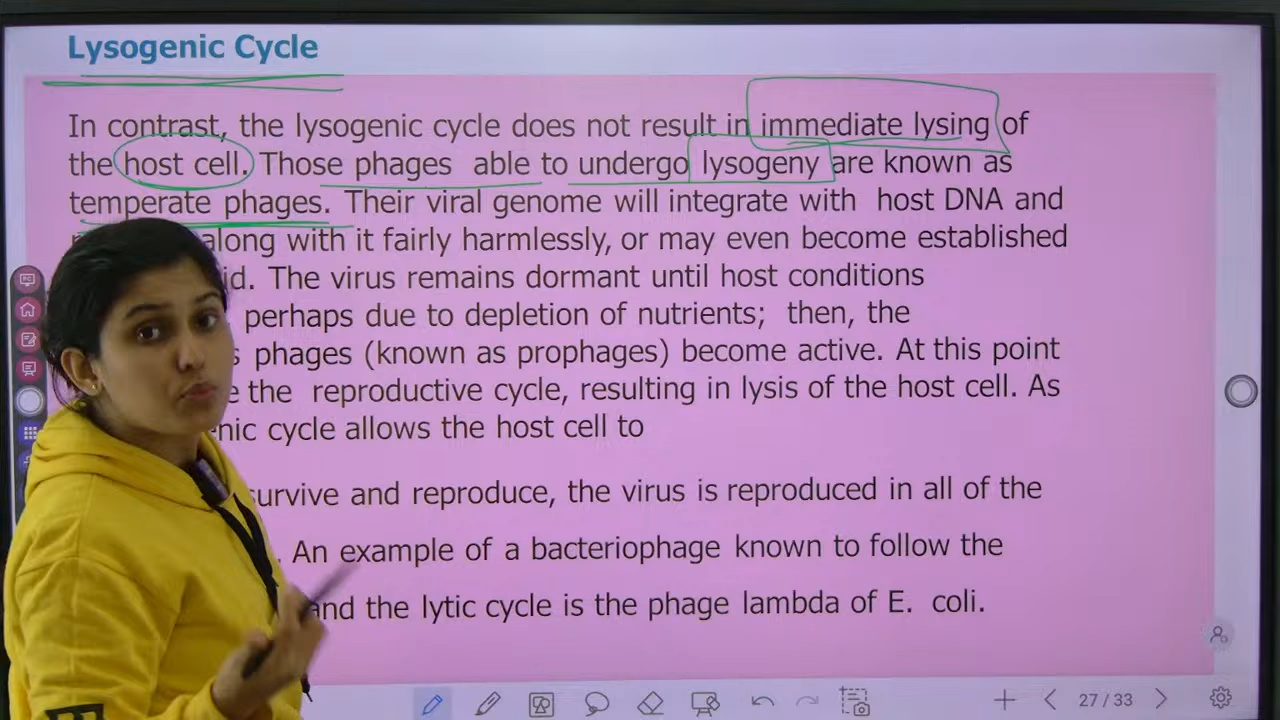 Lysogenic Cycle
In contrast, the lysogenic cycle does not result in immediate lysing of
the host cell. Those phages able to undergo lysogeny are known as
temperate phages. Their viral genome will integrate with host DNA and
along with it fairly harmlessly, or may even become established
The virus remains dormant until host conditions
perhaps due to depletion of nutrients; then, the
phages (known as prophages) become active. At this point
the reproductive cycle, resulting in lysis of the host cell. As
cycle allows the host cell to
survive and reproduce, the virus is reproduced in all of the
An example of a bacteriophage known to follow the
and the lytic cycle is the phage lambda of E. coli.
27 / 33